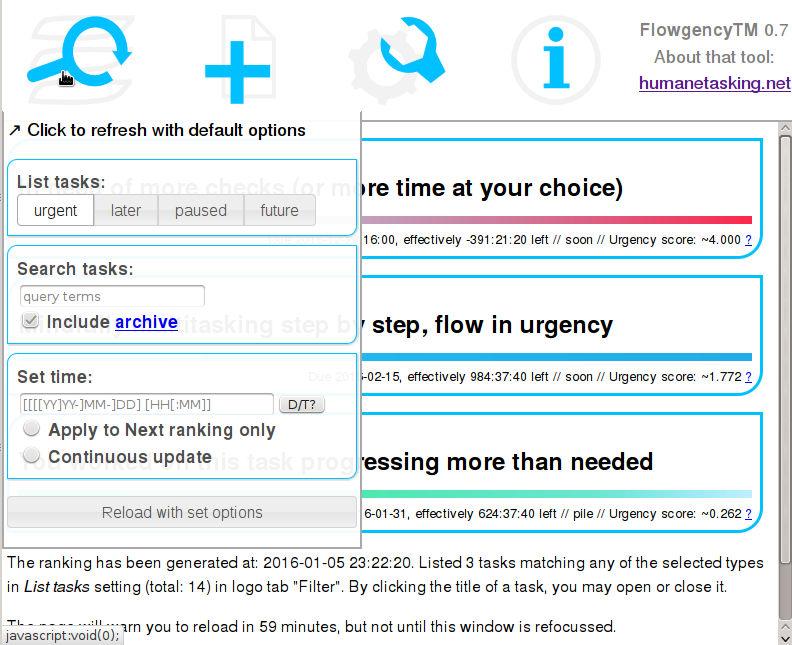 FlowgencyTM 0.7
About that tool:
humanetasking.net
↗ Click to refresh with default options
List tasks:
urgent later paused future
Search tasks:
query terms
Include archive
Set time:
[[[[YY]YY-]MM-]DD] [HH[:MM]] D/T?
Apply to Next ranking only
Continuous update
Reload with set options
of more checks (or more time at your choice)
16:00, effectively -391:21:20 left // soon // Urgency score: ~4.000 ?
step by step, flow in urgency
Due 2016-02-15, effectively 984:37:40 left // soon // Urgency score: ~1.772 ?
You worked on this task progressing more than needed
6-01-31, effectively 624:37:40 left // pile // Urgency score: ~0.262 ?
The ranking has been generated at: 2016-01-05 23:22:20. Listed 3 tasks matching any of the selected types
in List tasks setting (total: 14) in logo tab "Filter". By clicking the title of a task, you may open or close it.
The page will warn you to reload in 59 minutes, but not until this window is refocussed.
javascript:void(0);